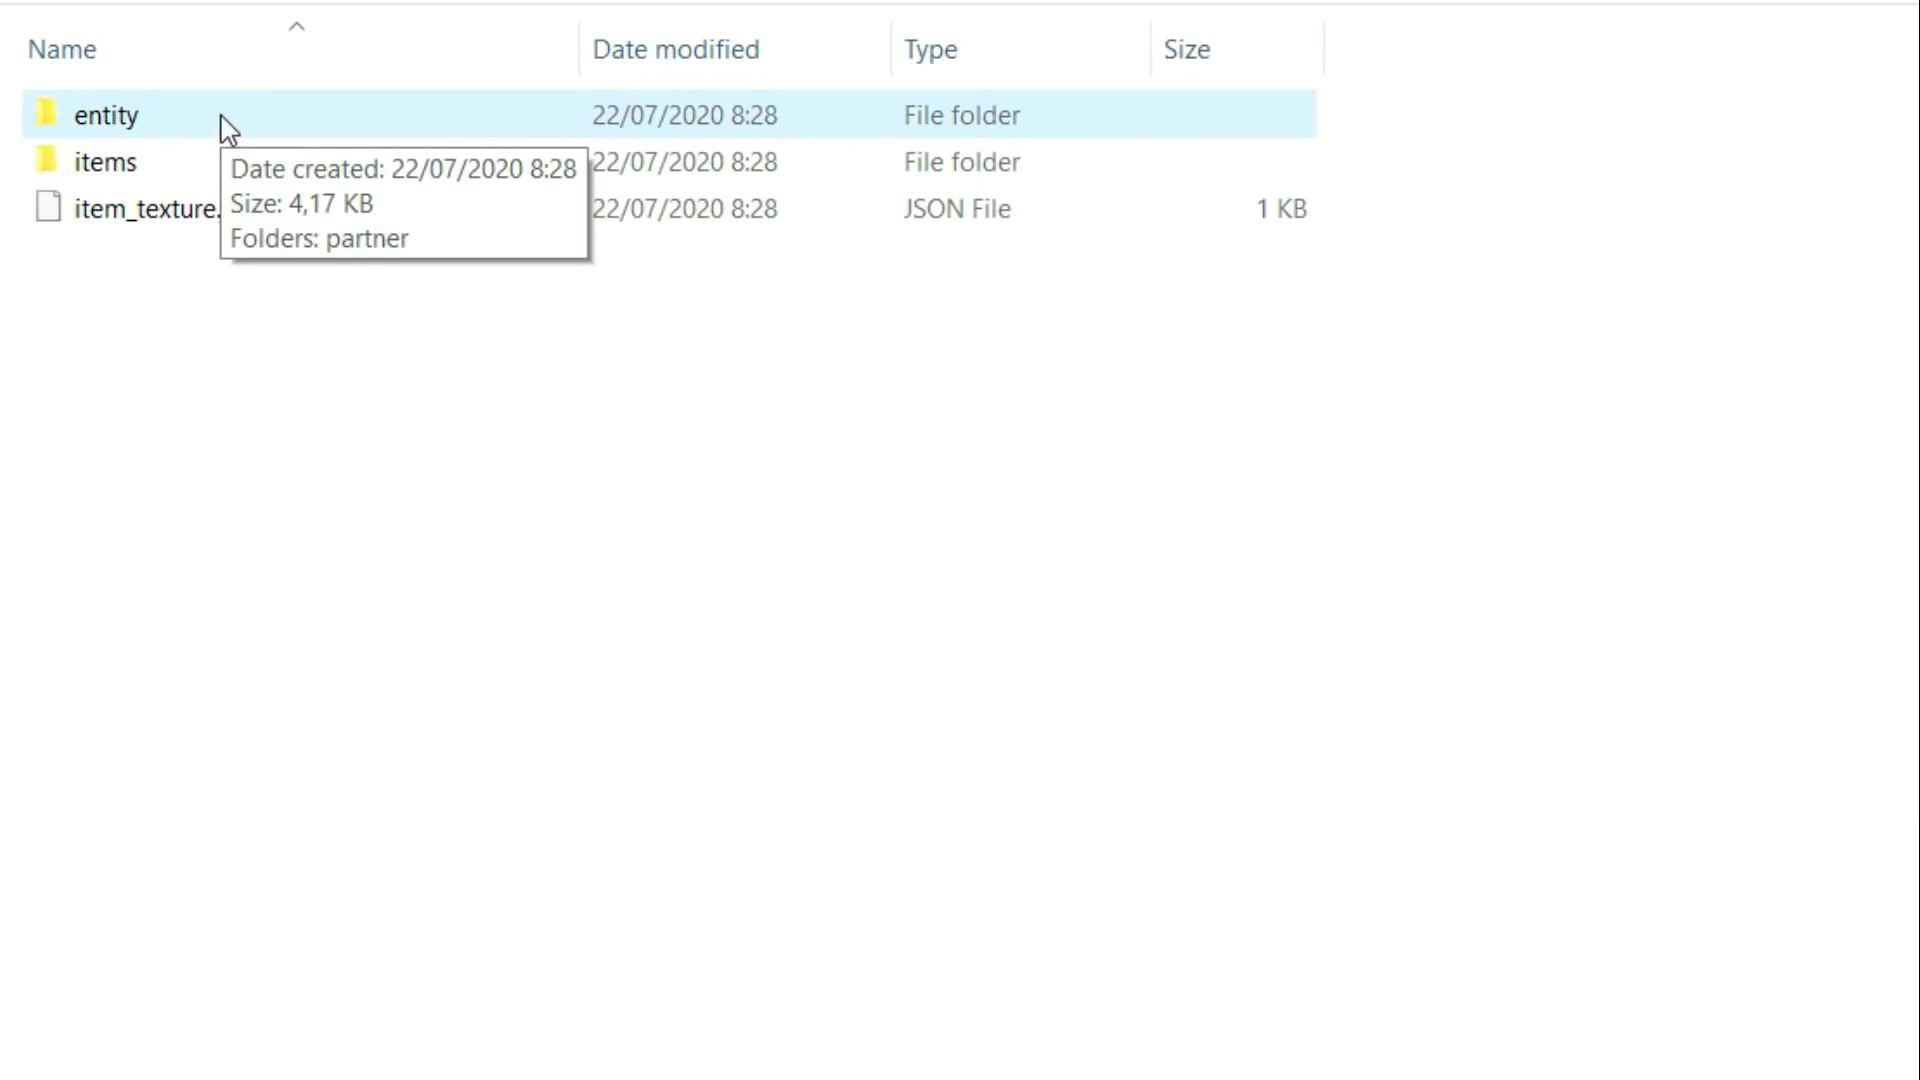 Name Date modified Type Size
entity 22/07/2020 8:28 File folder
items 22/07/2020 8:28 File folder
item_texture. 22/07/2020 8:28 JSON File 1 KB
Date created: 22/07/2020 8:28
Size: 4,17 KB
Folders: partner